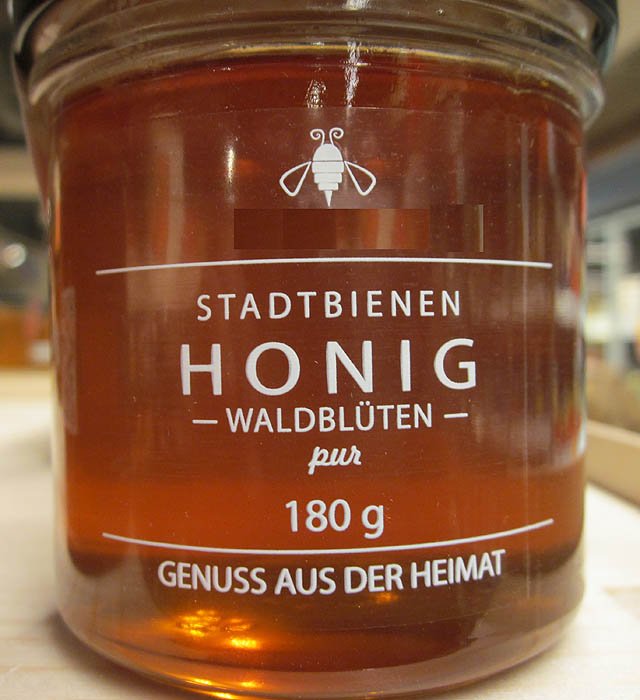 STADTBIENEN
HONIG
– WALDBLÜTEN –
pur
180 g
GENUSS AUS DER HEIMAT